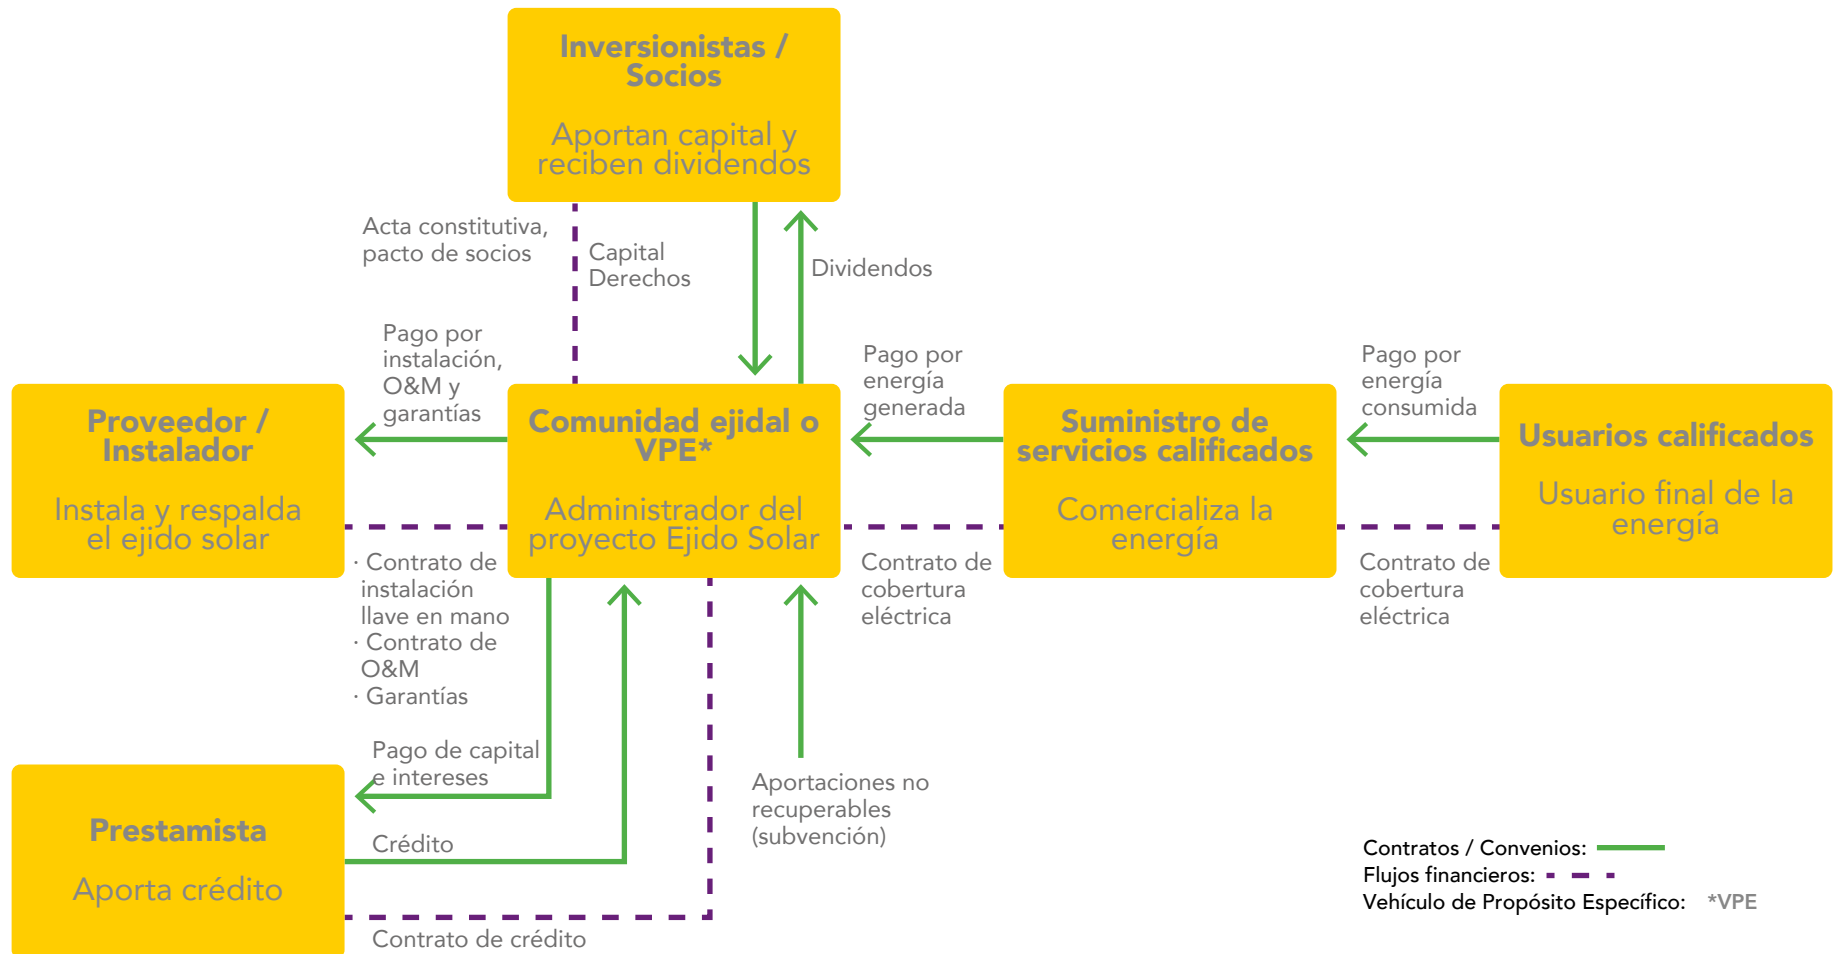 Inversionistas /
Socios
Aportan capital y
reciben dividendos
Acta constitutiva,
pacto de socios
Capital
Derechos
Dividendos
Pago por
instalación,
O&M y
garantías
Pago por
energía
generada
Pago por
energía
consumida
Proveedor /
Instalador
Instala y respalda
el ejido solar
Comunidad ejidal o
VPE*
Administrador del
proyecto Ejido Solar
Suministro de
servicios calificados
Comercializa la
energía
Usuarios calificados
Usuario final de la
energía
· Contrato de
instalación
llave en mano
· Contrato de
O&M
· Garantías
Contrato de
cobertura
eléctrica
Contrato de
cobertura
eléctrica
Pago de capital
e intereses
Prestamista
Aporta crédito
Crédito
Contrato de crédito
Aportaciones no
recuperables
(subvención)
Contratos / Convenios:
Flujos financieros:
Vehículo de Propósito Específico: *VPE